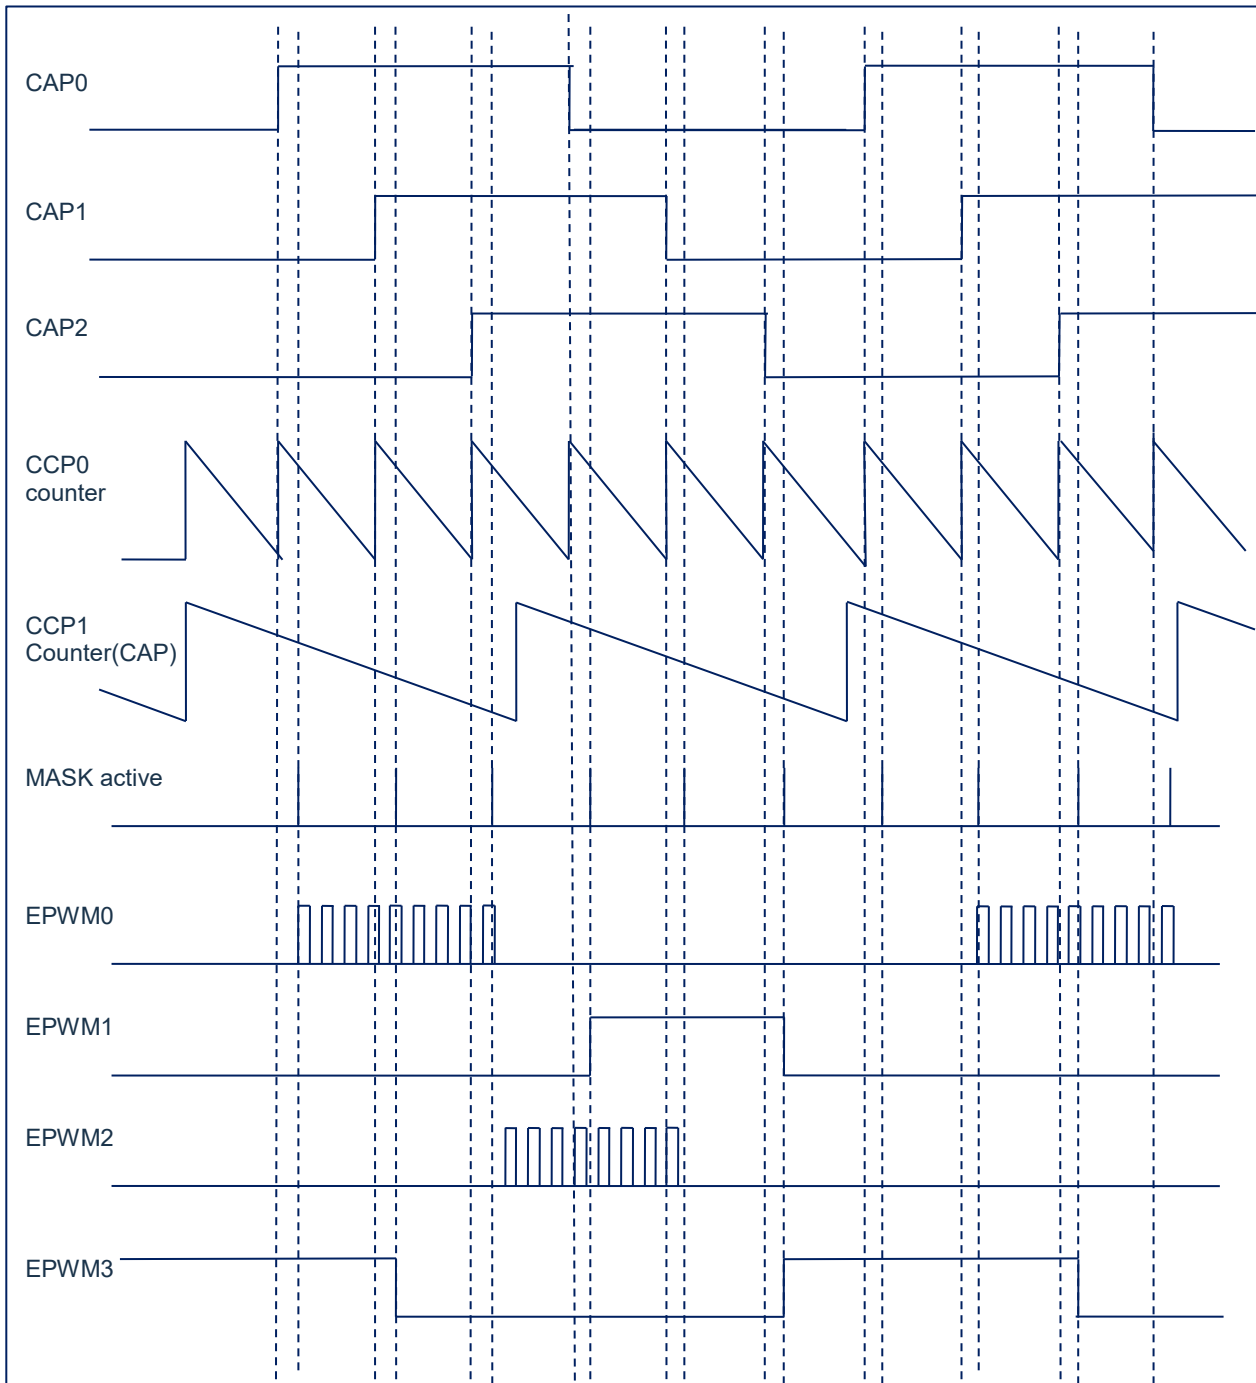 CAP0
CAP1
CAP2
CCP0
counter
CCP1
Counter(CAP)
MASK active
EPWM0
EPWM1
EPWM2
EPWM3